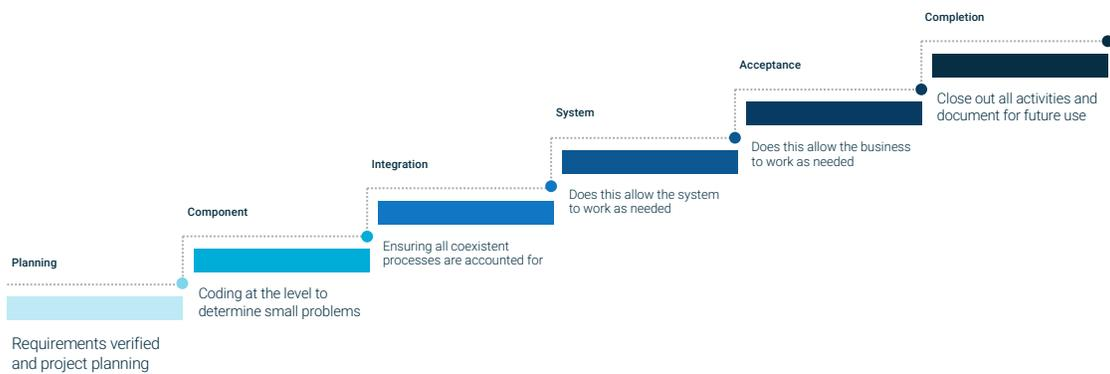 Planning
Requirements verified
and project planning
Component
Coding at the level to
determine small problems
Integration
Ensuring all coexistent
processes are accounted for
System
Does this allow the system
to work as needed
Acceptance
Does this allow the business
to work as needed
Completion
Close out all activities and
document for future use